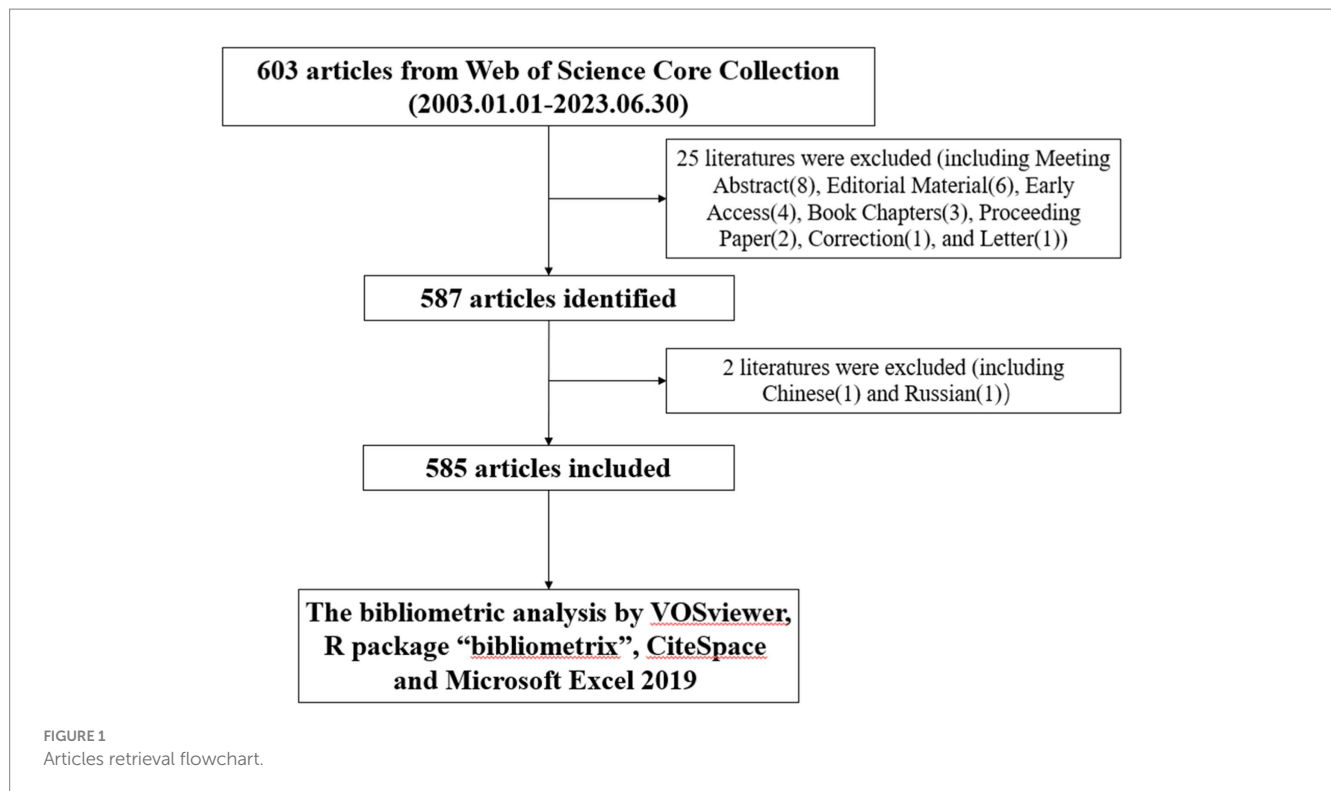 603 articles from Web of Science Core Collection
(2003.01.01-2023.06.30)
25 literatures were excluded (including Meeting
Abstract(8), Editorial Material(6), Early
Access(4), Book Chapters(3), Proceeding
Paper(2), Correction(1), and Letter(1))
587 articles identified
2 literatures were excluded (including
Chinese(1) and Russian(1))
585 articles included
The bibliometric analysis by VOSviewer,
R package “bibliometrix”, CiteSpace
and Microsoft Excel 2019
FIGURE 1
Articles retrieval flowchart.